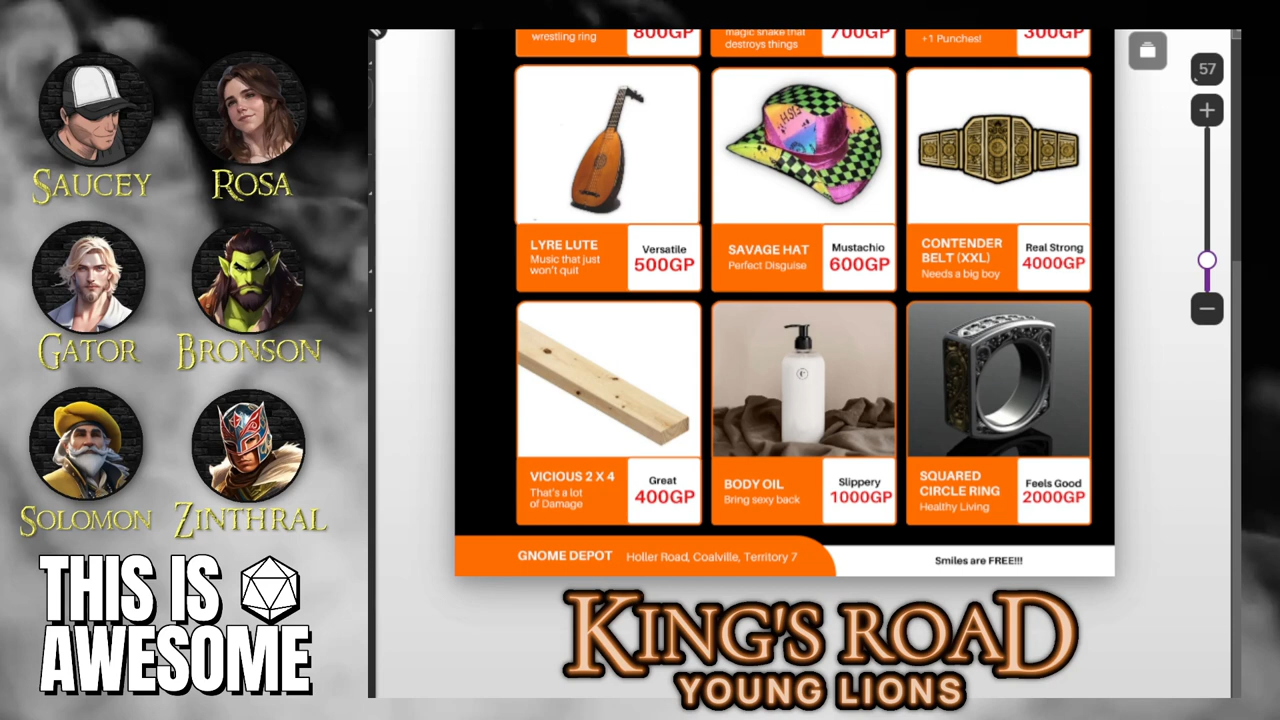 SAUCEY
ROSA
GATOR
BRONSON
SOLOMON
ZINTHRAL
THIS IS
AWESOME
wrestling ring
800GP
magic snake that
destroys things
700GP
+1 Punches!
300GP
LYRE LUTE
Music that just
won't quit
Versatile
500GP
SAVAGE HAT
Perfect Disguise
Mustachio
600GP
CONTENDER
BELT (XXL)
Needs a big boy
Real Strong
4000GP
VICIOUS 2 X 4
That's a lot
of Damage
Great
400GP
BODY OIL
Bring sexy back
Slippery
1000GP
SQUARED
CIRCLE RING
Healthy Living
Feels Good
2000GP
GNOME DEPOT Holler Road, Coalville, Territory 7
Smiles are FREE!!!
57
KING'S ROAD
YOUNG LIONS